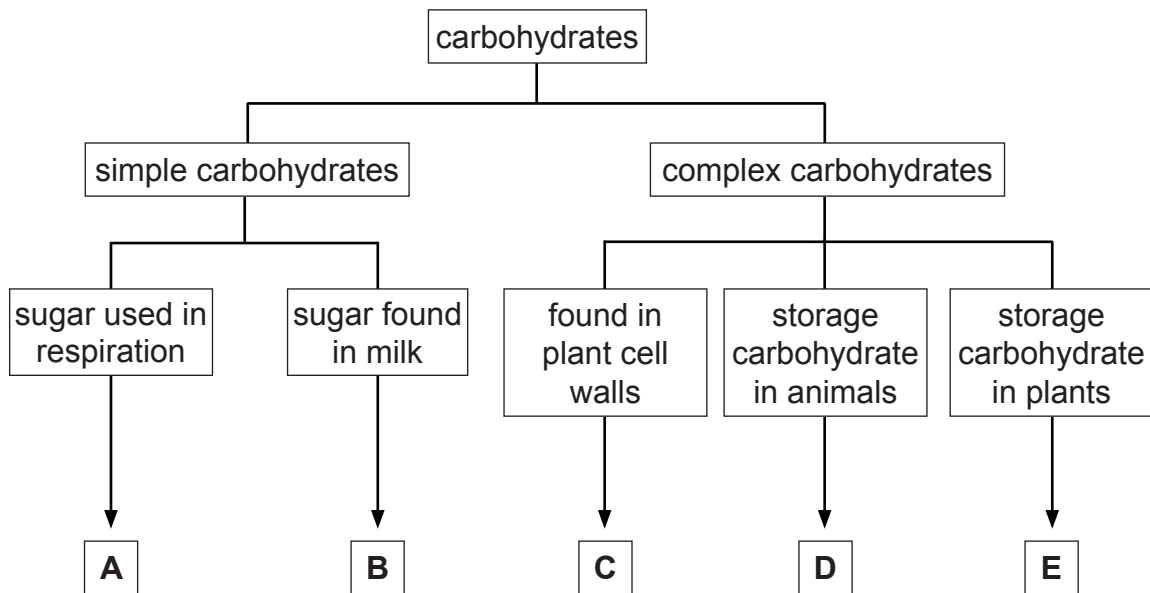 carbohydrates
simple carbohydrates
complex carbohydrates
sugar used in
respiration
sugar found
in milk
found in
plant cell
walls
storage
carbohydrate
in animals
storage
carbohydrate
in plants
A
B
C
D
E